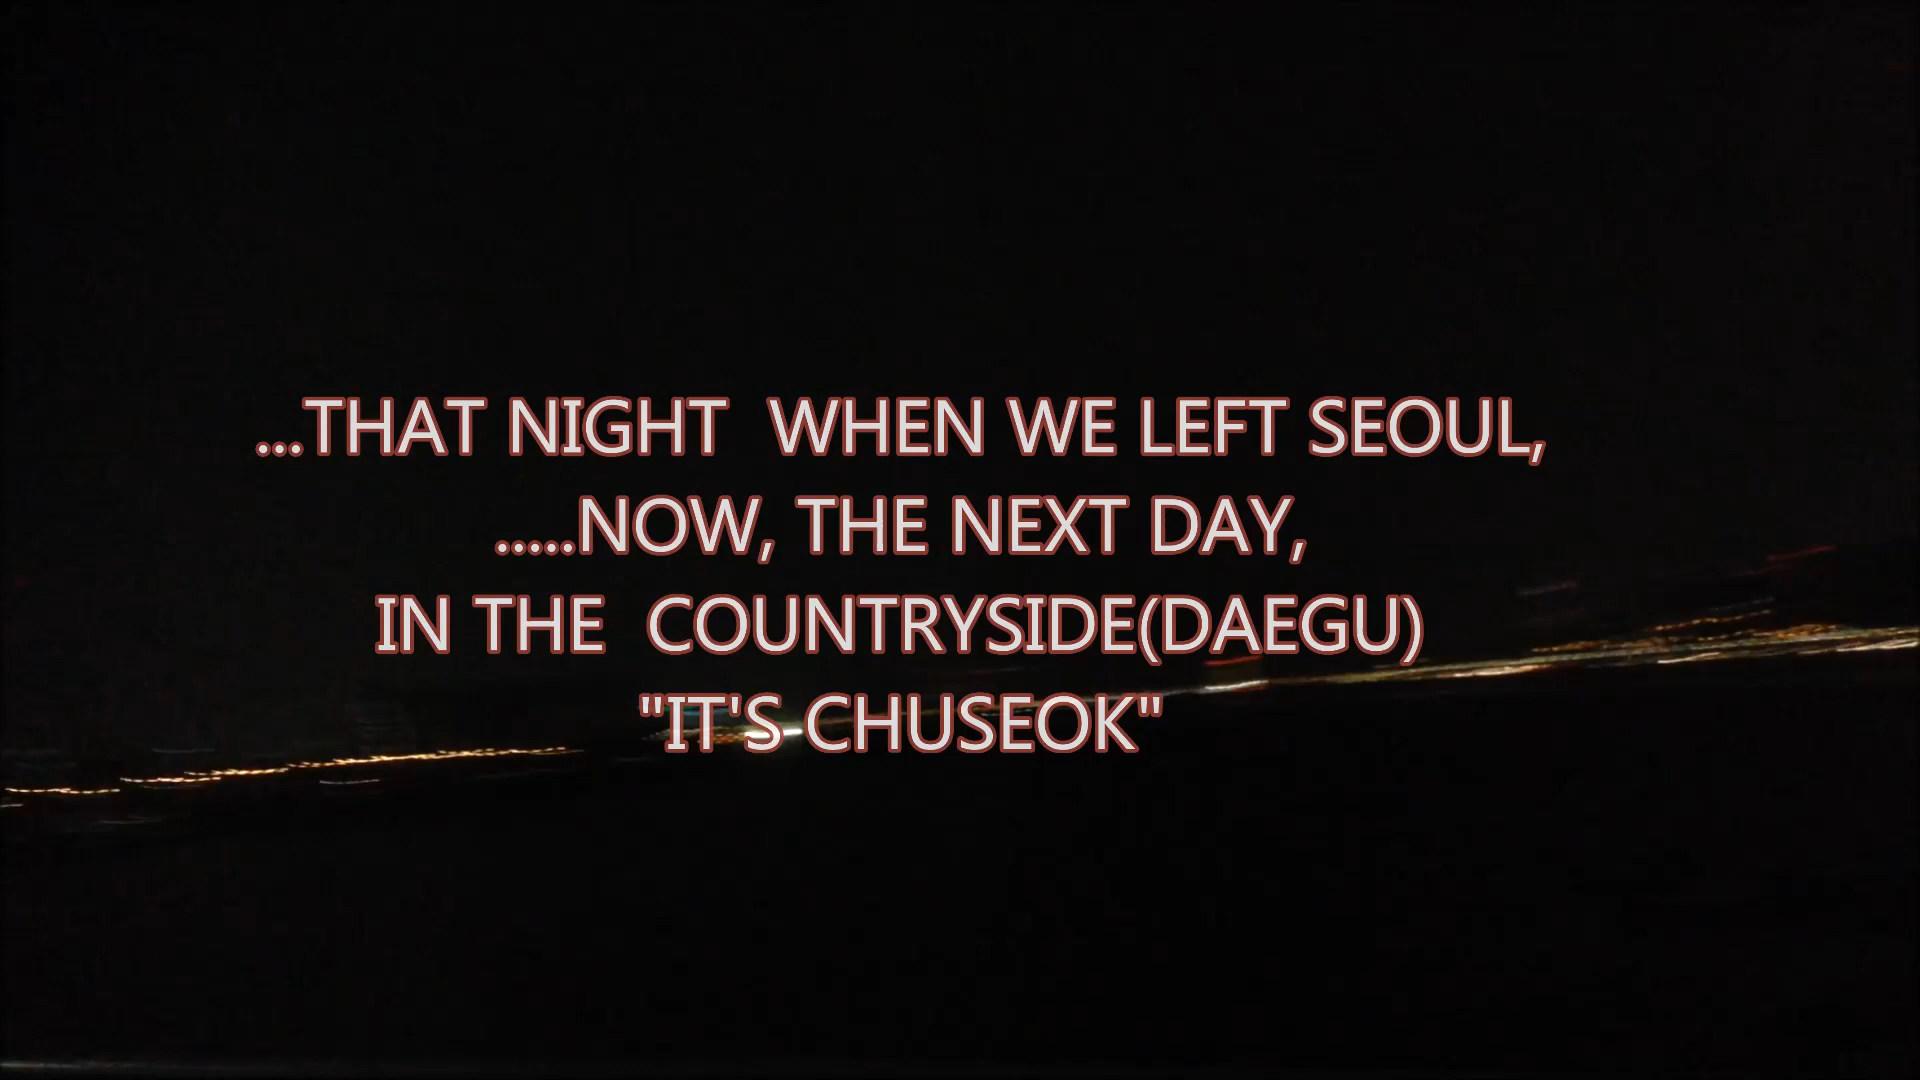 ...THAT NIGHT  WHEN WE LEFT SEOUL,
.....NOW, THE NEXT DAY,
IN THE  COUNTRYSIDE(DAEGU)
"IT'S CHUSEOK"